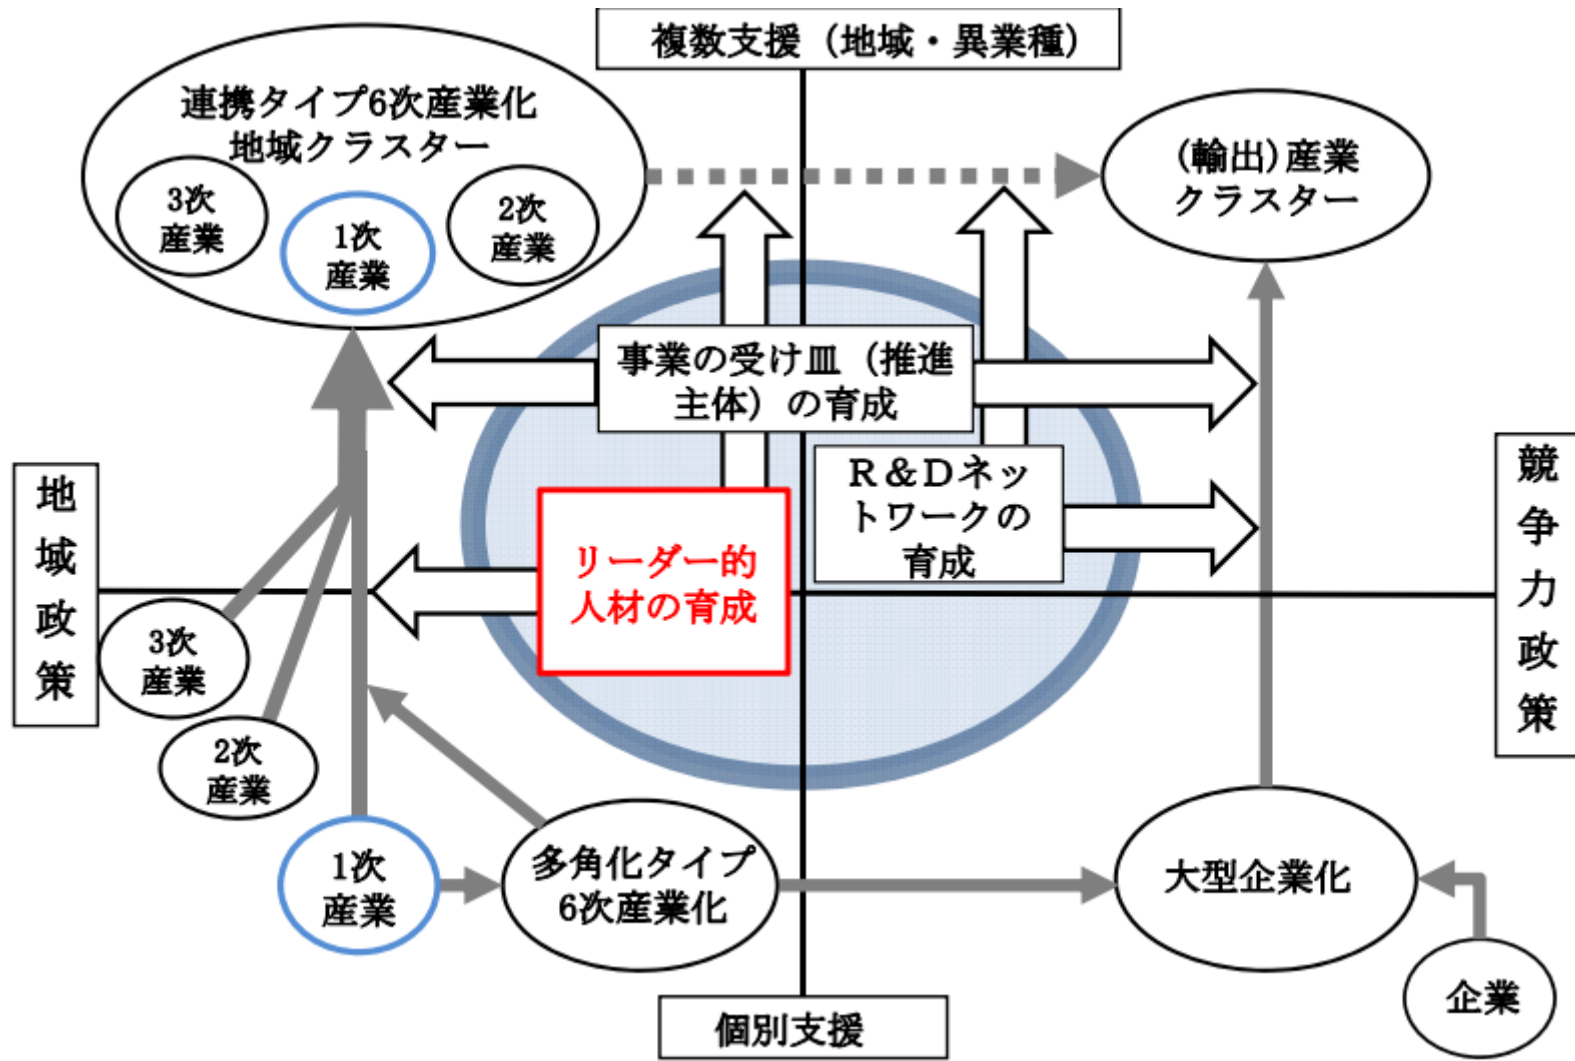 複数支援（地域・異業種）
連携タイプ6次産業化
地域クラスター
3次
産業
1次
産業
2次
産業
(輸出)産業
クラスター
事業の受け皿（推進
主体）の育成
R＆Dネッ
トワークの
育成
リーダー的
人材の育成
地域政策
競争力政策
3次
産業
2次
産業
1次
産業
多角化タイプ
6次産業化
大型企業化
企業
個別支援